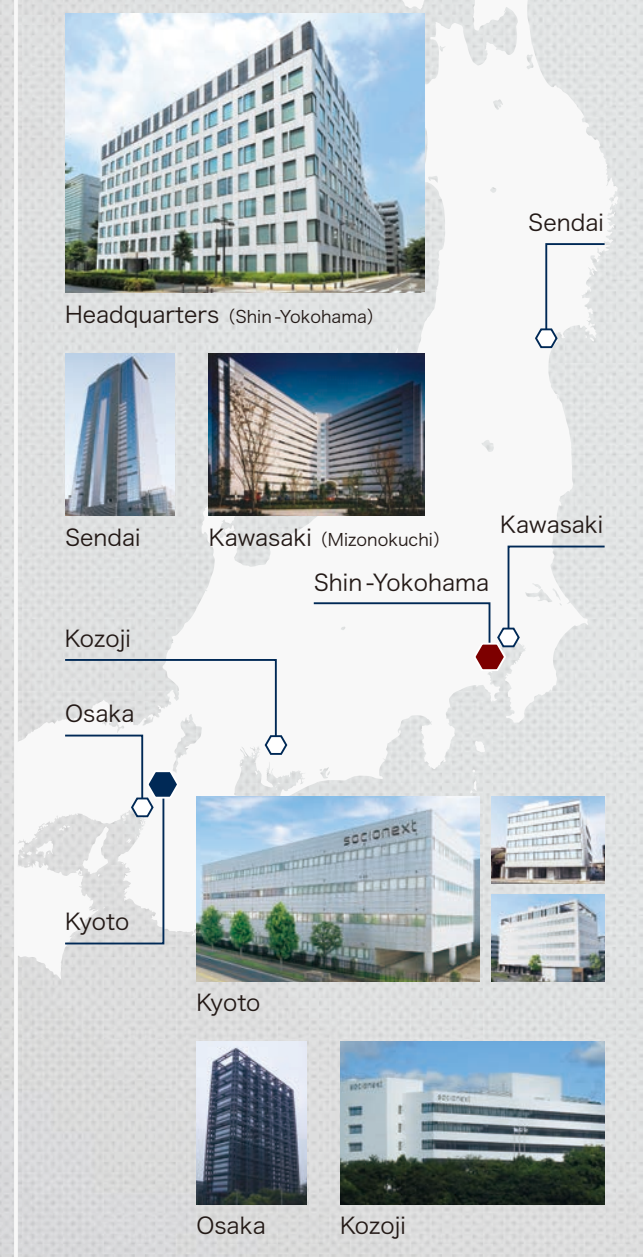 Sendai
Headquarters (Shin-Yokohama)
Sendai
Kawasaki (Mizonokuchi)
Kawasaki
Shin-Yokohama
Kozoji
Osaka
socionext
Kyoto
Kyoto
socionext
socionext
Osaka
Kozoji